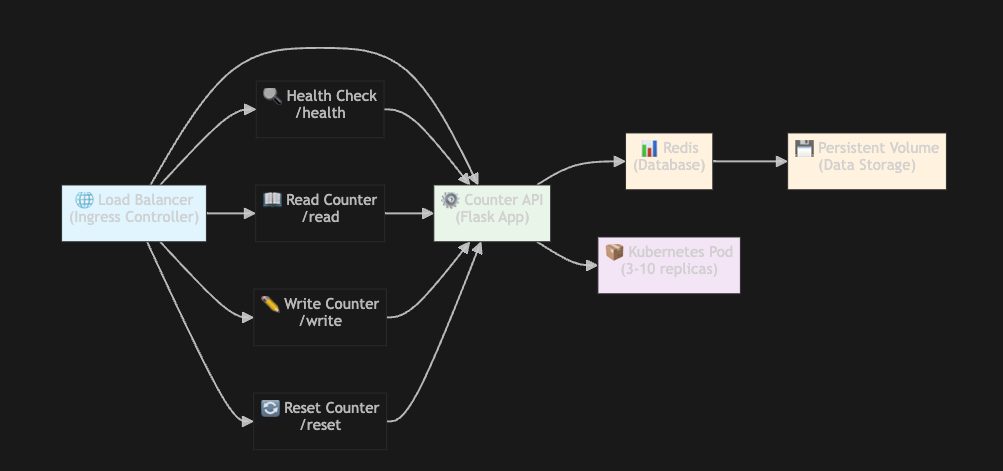 Health Check
/health
Load Balancer
(Ingress Controller)
Read Counter
/read
Write Counter
/write
Reset Counter
/reset
Counter API
(Flask App)
Redis
(Database)
Persistent Volume
(Data Storage)
Kubernetes Pod
(3-10 replicas)